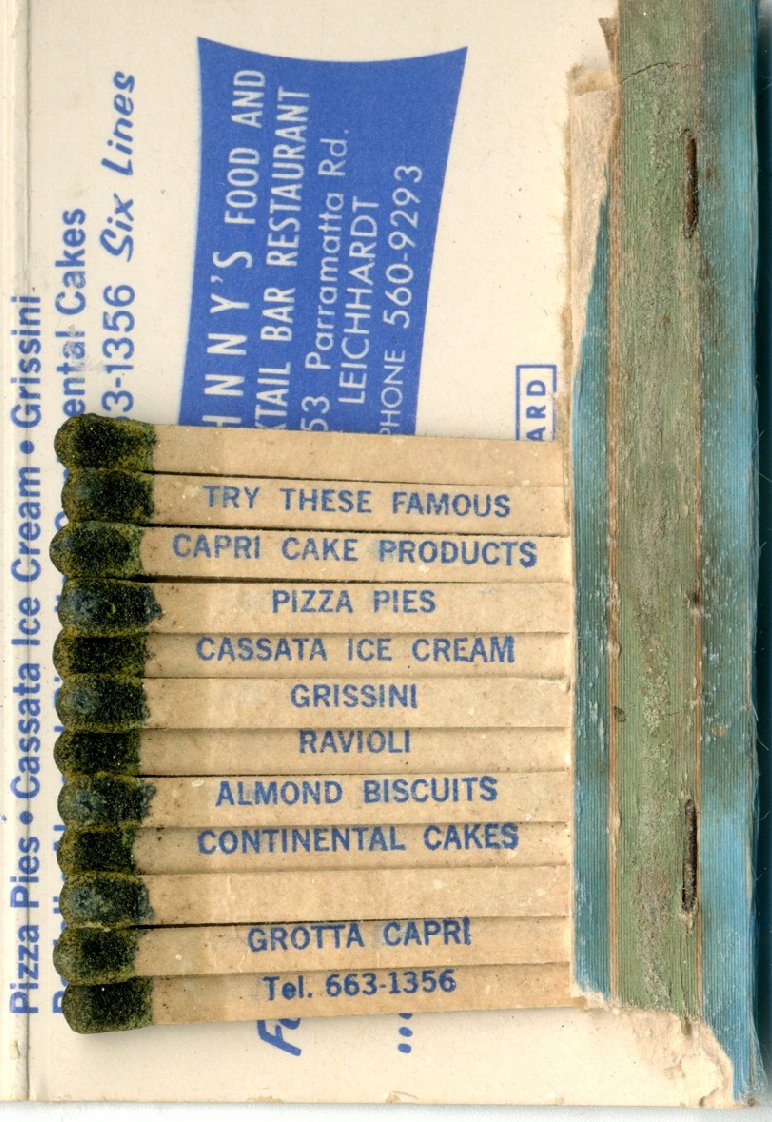 TRY THESE FAMOUS
CAPRI CAKE PRODUCTS
PIZZA PIES
CASSATA ICE CREAM
GRISSINI
RAVIOLI
ALMOND BISCUITS
CONTINENTAL CAKES
GROTTA CAPRI
Tel. 663-1356
Pizza Pies • Cassata Ice Cream • Grissini
ental Cakes
3-1356 Six Lines
HNNY'S FOOD AND
KTAIL BAR RESTAURANT
53 Parramatta Rd.
LEICHHARDT
PHONE 560-9293
ARD